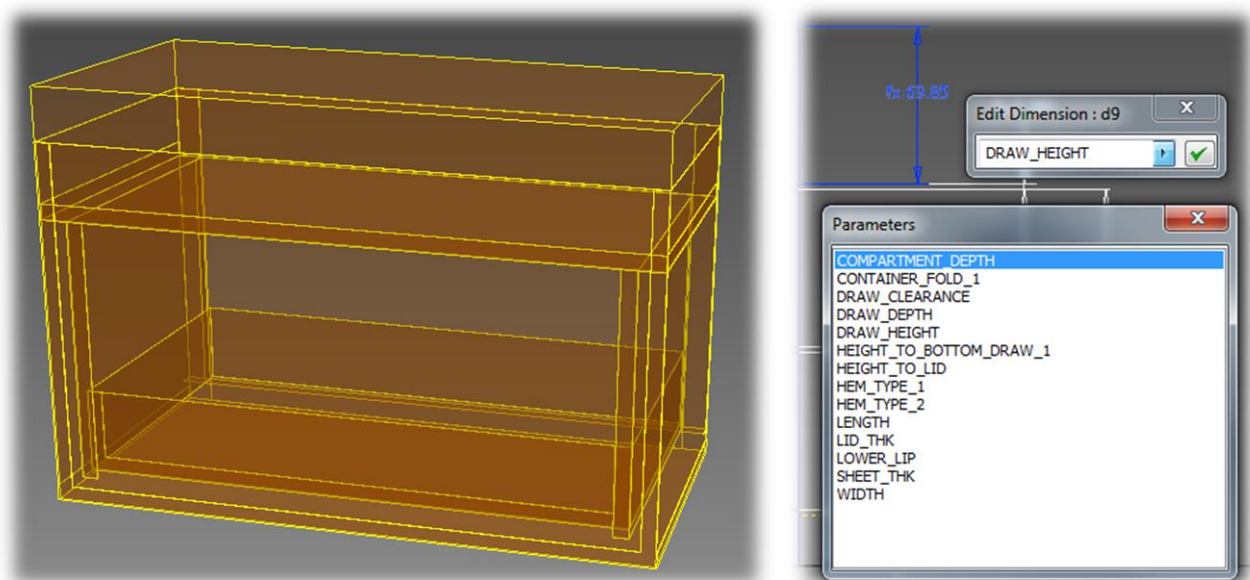 fx: 69.85
Edit Dimension : d9
DRAW_HEIGHT
Parameters
COMPARTMENT_DEPTH
CONTAINER_FOLD_1
DRAW_CLEARANCE
DRAW_DEPTH
DRAW_HEIGHT
HEIGHT_TO_BOTTOM_DRAW_1
HEIGHT_TO_LID
HEM_TYPE_1
HEM_TYPE_2
LENGTH
LID_THK
LOWER_LIP
SHEET_THK
WIDTH